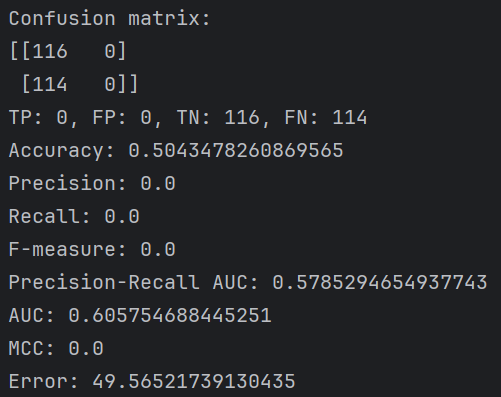 Confusion matrix:
[[116   0]
 [114   0]]
TP: 0, FP: 0, TN: 116, FN: 114
Accuracy: 0.5043478260869565
Precision: 0.0
Recall: 0.0
F-measure: 0.0
Precision-Recall AUC: 0.5785294654937743
AUC: 0.605754688445251
MCC: 0.0
Error: 49.56521739130435